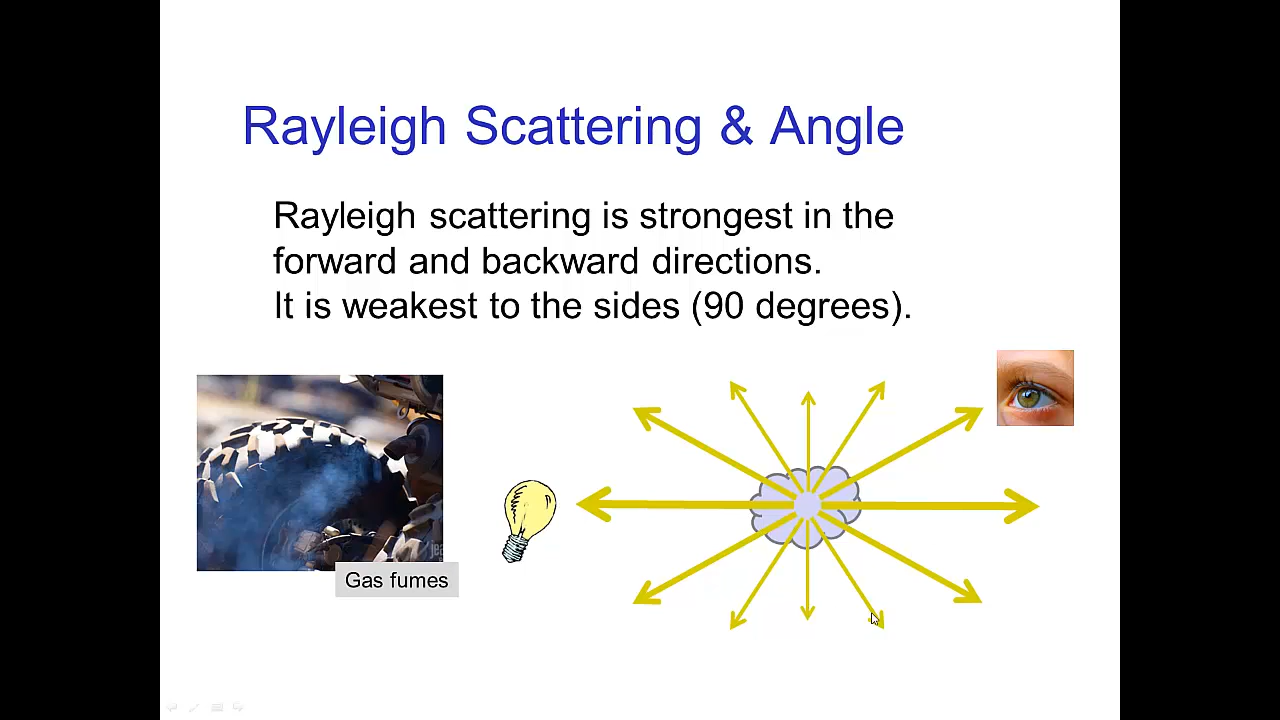 Rayleigh Scattering & Angle
Rayleigh scattering is strongest in the
forward and backward directions.
It is weakest to the sides (90 degrees).
Gas fumes